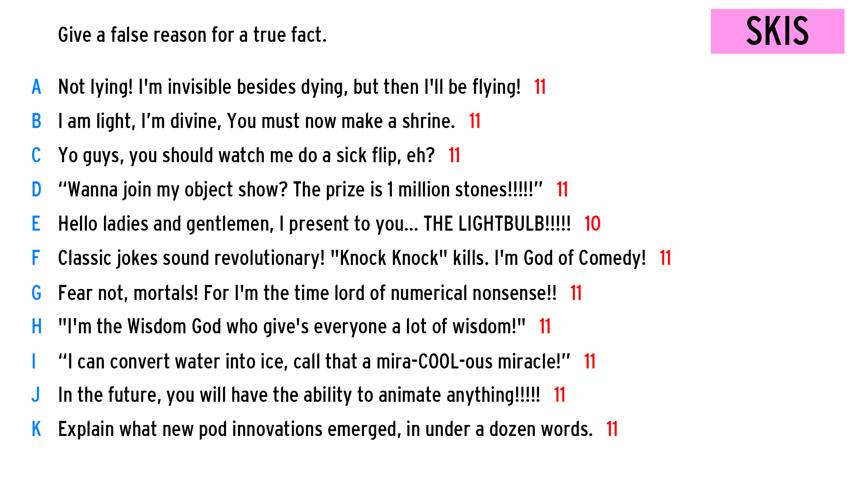 Give a false reason for a true fact.
SKIS
A Not lying! I'm invisible besides dying, but then I'll be flying! 11
B I am light, I’m divine, You must now make a shrine. 11
C Yo guys, you should watch me do a sick flip, eh? 11
D “Wanna join my object show? The prize is 1 million stones!!!!!” 11
E Hello ladies and gentlemen, I present to you... THE LIGHTBULB!!!!! 10
F Classic jokes sound revolutionary! "Knock Knock" kills. I'm God of Comedy! 11
G Fear not, mortals! For I'm the time lord of numerical nonsense!! 11
H "I'm the Wisdom God who give's everyone a lot of wisdom!" 11
I “I can convert water into ice, call that a mira-COOL-ous miracle!” 11
J In the future, you will have the ability to animate anything!!!!! 11
K Explain what new pod innovations emerged, in under a dozen words. 11